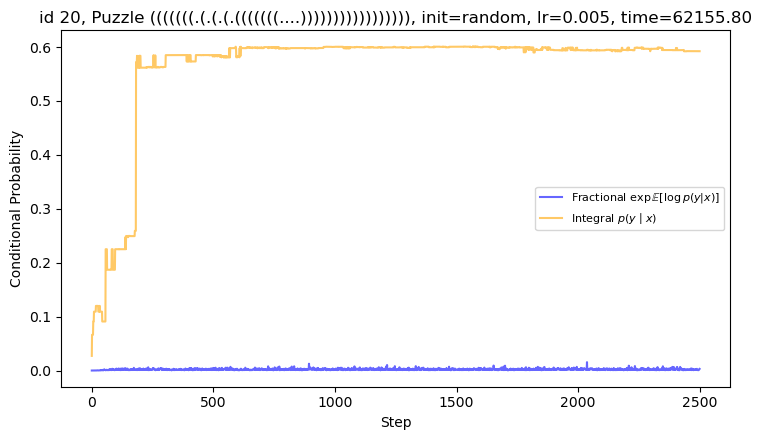 id 20, Puzzle (((((((.(.(.(.(((((((....))))))))))))))))), init=random, lr=0.005, time=62155.80
Conditional Probability
0.6
0.5
0.4
0.3
0.2
0.1
0.0
Fractional exp𝔼[log p(y|x)]
Integral p(y | x)
0 500 1000 1500 2000 2500
Step